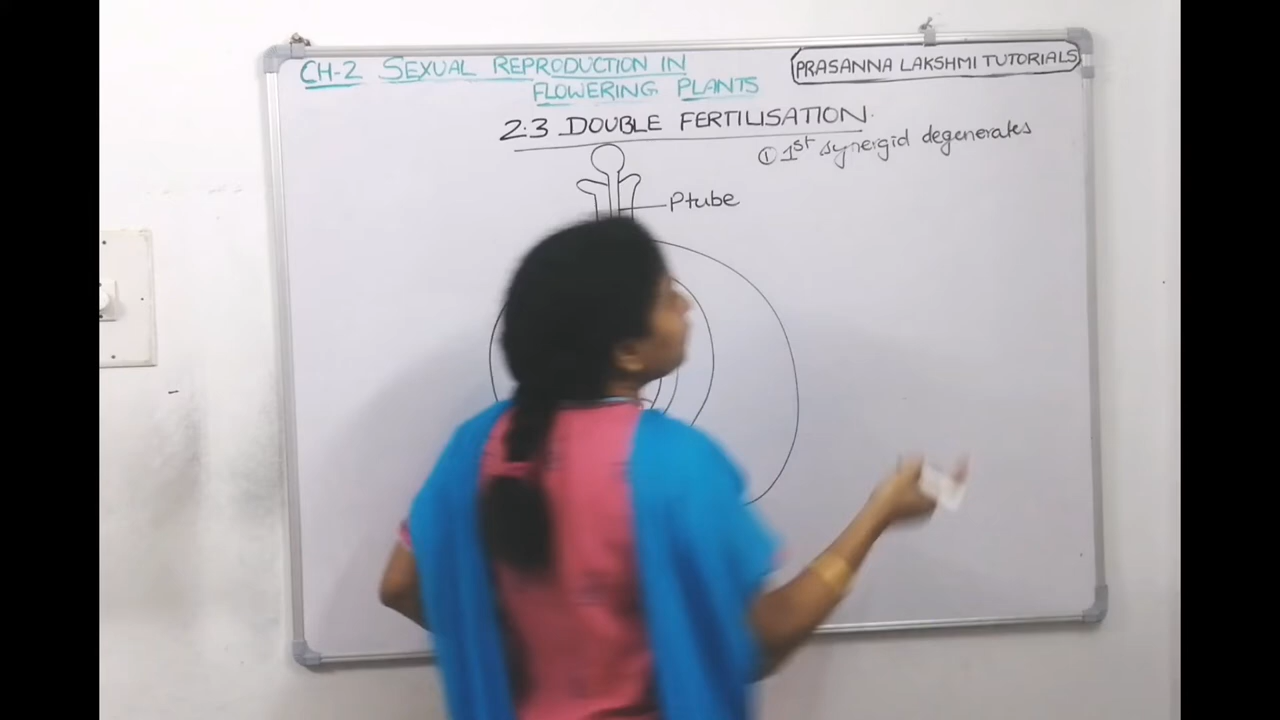 CH-2 SEXUAL REPRODUCTION IN
FLOWERING PLANTS
PRASANNA LAKSHMI TUTORIALS
2.3 DOUBLE FERTILISATION
① 1st synergid degenerates
Ptube